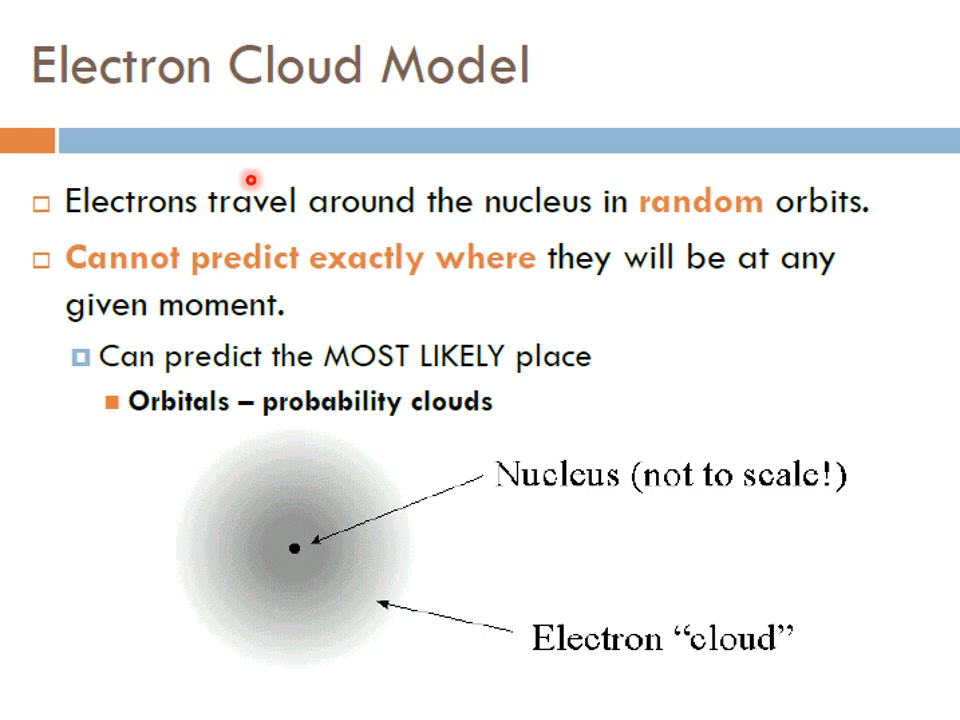 Electron Cloud Model
Electrons travel around the nucleus in random orbits.
Cannot predict exactly where they will be at any
given moment.
Can predict the MOST LIKELY place
Orbitals – probability clouds
Nucleus (not to scale!)
Electron “cloud”